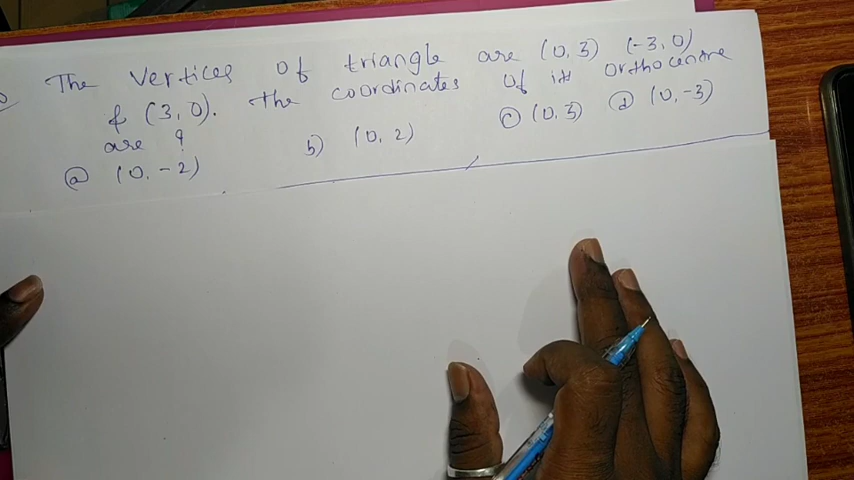 The vertices of triangle are (0,3) (-3,0)
& (3,0). the coordinates of its orthocentre
are ?
ⓐ (0,-2) b) (0,2) ⓒ (0,3) ⓓ (0,-3)